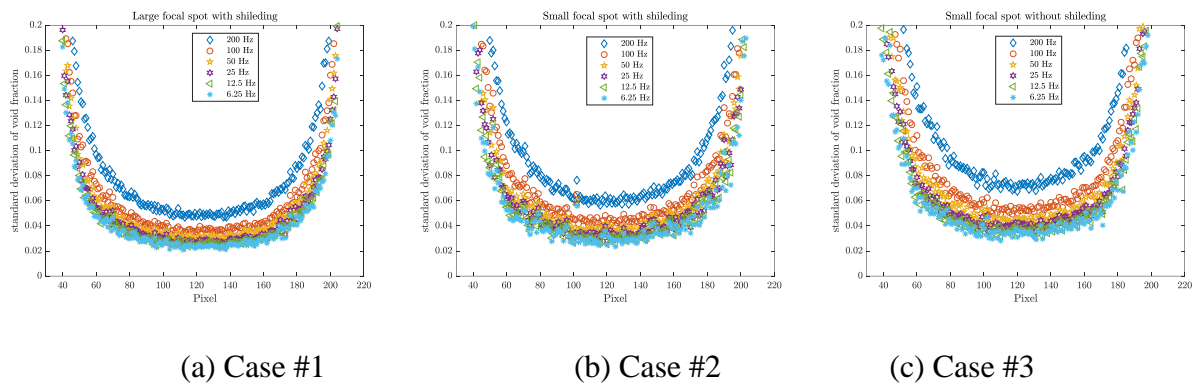 Large focal spot with shileding
standard deviation of void fraction
0.2
0.18
0.16
0.14
0.12
0.1
0.08
0.06
0.04
0.02
0
200 Hz
100 Hz
50 Hz
25 Hz
12.5 Hz
6.25 Hz
40 60 80 100 120 140 160 180 200 220
Pixel
(a) Case #1
Small focal spot with shileding
standard deviation of void fraction
0.2
0.18
0.16
0.14
0.12
0.1
0.08
0.06
0.04
0.02
0
200 Hz
100 Hz
50 Hz
25 Hz
12.5 Hz
6.25 Hz
40 60 80 100 120 140 160 180 200 220
Pixel
(b) Case #2
Small focal spot without shileding
standard deviation of void fraction
0.2
0.18
0.16
0.14
0.12
0.1
0.08
0.06
0.04
0.02
0
200 Hz
100 Hz
50 Hz
25 Hz
12.5 Hz
6.25 Hz
40 60 80 100 120 140 160 180 200 220
Pixel
(c) Case #3